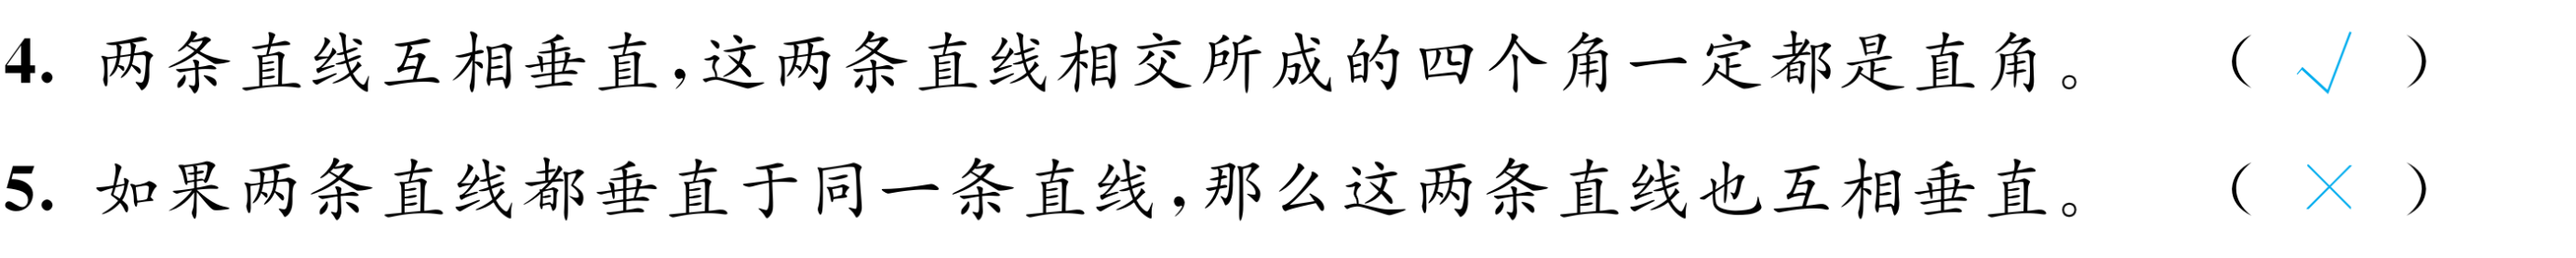 4. 两条直线互相垂直,这两条直线相交所成的四个角一定都是直角。 ( √ )
5. 如果两条直线都垂直于同一条直线,那么这两条直线也互相垂直。 ( × )